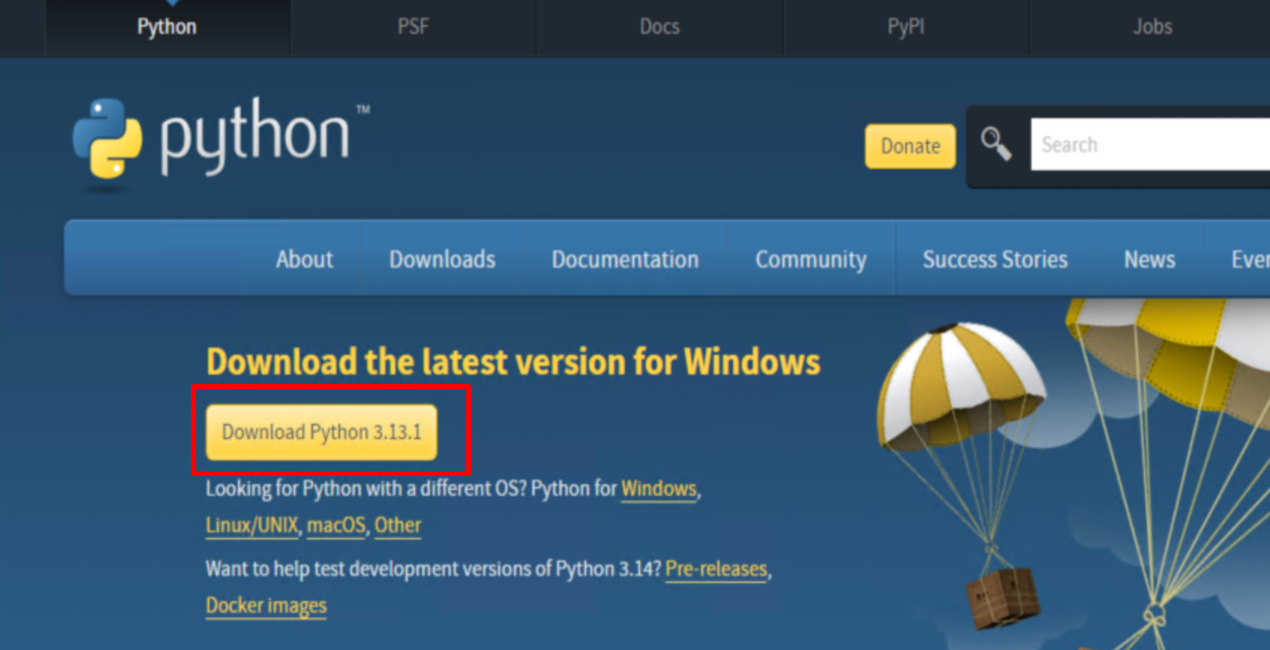 Python PSF Docs PyPI Jobs
python™
Donate Search
About Downloads Documentation Community Success Stories News
Download the latest version for Windows
Download Python 3.13.1
Looking for Python with a different OS? Python for Windows,
Linux/UNIX, macOS, Other
Want to help test development versions of Python 3.14? Pre-releases,
Docker images